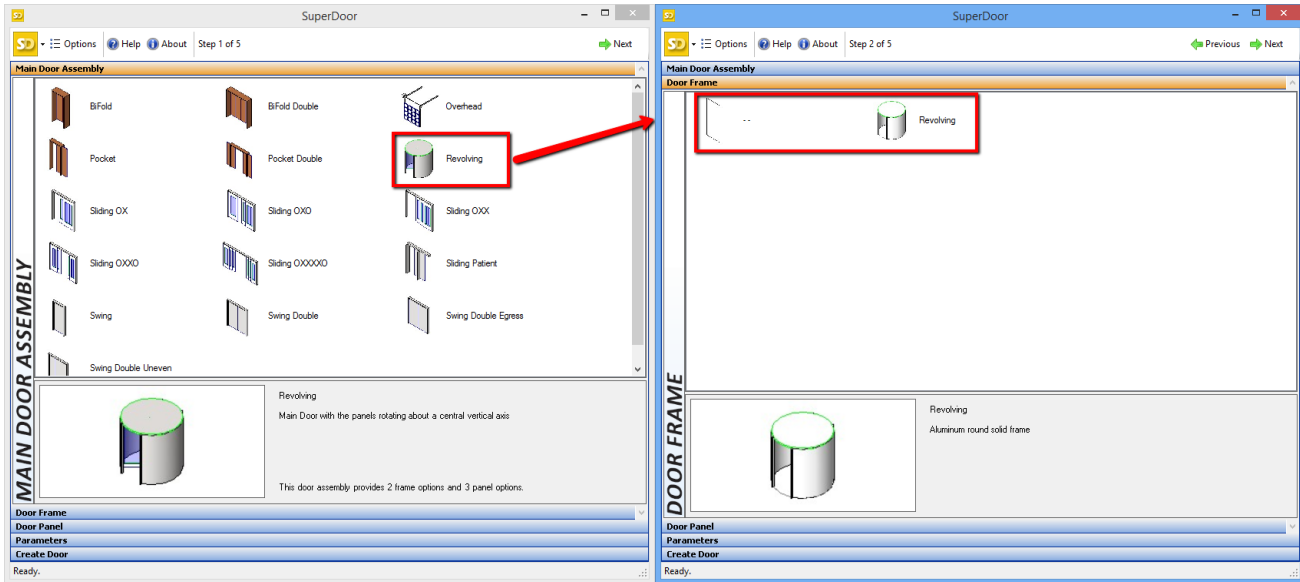 SD SuperDoor
SD Options Help About Step 1 of 5 Next
Main Door Assembly
BiFold BiFold Double Overhead
Pocket Pocket Double Revolving
Sliding OX Sliding OXO Sliding OXX
Sliding OXXO Sliding OXXXXO Sliding Patient
Swing Swing Double Swing Double Egress
Swing Double Uneven
MAIN DOOR ASSEMBLY
Revolving
Main Door with the panels rotating about a central vertical axis
This door assembly provides 2 frame options and 3 panel options.
Door Frame
Door Panel
Parameters
Create Door
Ready.
SD SuperDoor
SD Options Help About Step 2 of 5 Previous Next
Main Door Assembly
Door Frame
-- Revolving
DOOR FRAME
Revolving
Aluminum round solid frame
Door Panel
Parameters
Create Door
Ready.